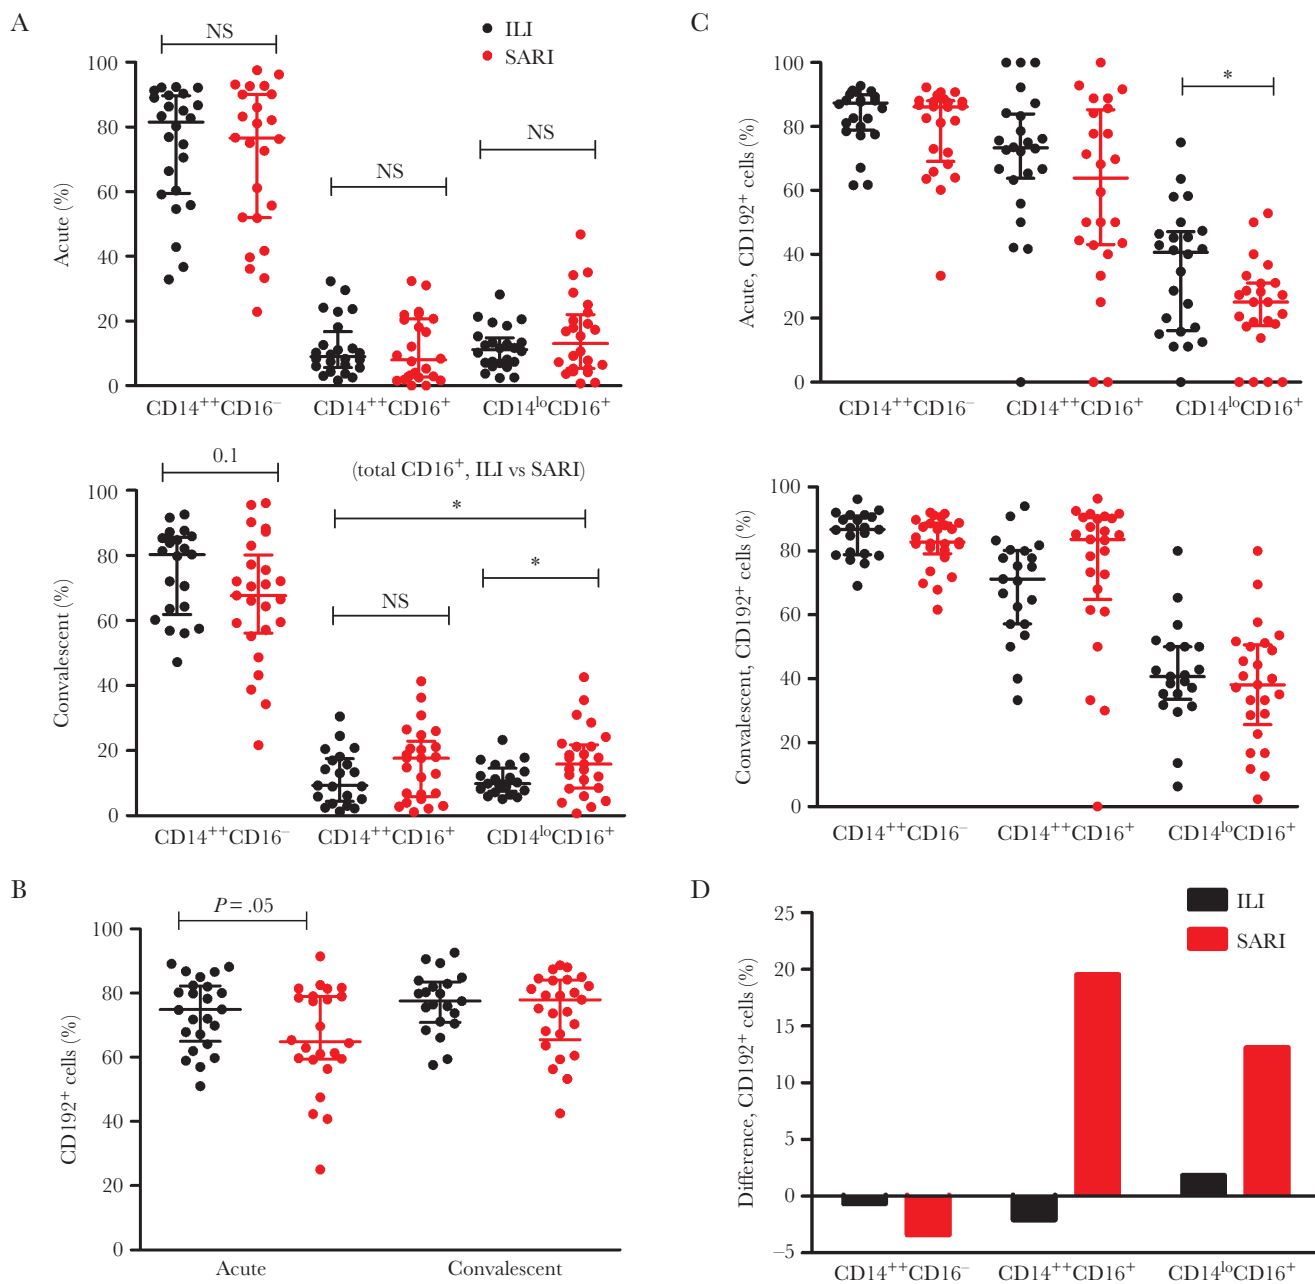 A
NS
ILI
SARI
NS
NS
Acute (%)
100
80
60
40
20
0
CD14⁺⁺CD16⁻
CD14⁺⁺CD16⁺
CD14ˡᵒCD16⁺
0.1
(total CD16⁺, ILI vs SARI)
*
*
NS
Convalescent (%)
100
80
60
40
20
0
CD14⁺⁺CD16⁻
CD14⁺⁺CD16⁺
CD14ˡᵒCD16⁺
B
P = .05
CD192⁺ cells (%)
100
80
60
40
20
0
Acute
Convalescent
C
*
Acute, CD192⁺ cells (%)
100
80
60
40
20
0
CD14⁺⁺CD16⁻
CD14⁺⁺CD16⁺
CD14ˡᵒCD16⁺
Convalescent, CD192⁺ cells (%)
100
80
60
40
20
0
CD14⁺⁺CD16⁻
CD14⁺⁺CD16⁺
CD14ˡᵒCD16⁺
D
ILI
SARI
Difference, CD192⁺ cells (%)
25
20
15
10
5
0
−5
CD14⁺⁺CD16⁻
CD14⁺⁺CD16⁺
CD14ˡᵒCD16⁺